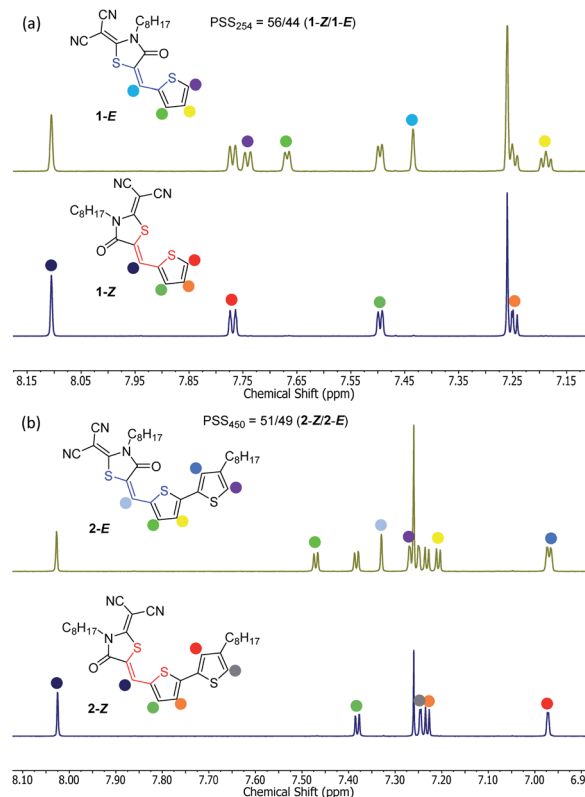 (a)
PSS254 = 56/44 (1-Z/1-E)
CN
C8H17
NC
N
O
S
S
1-E
NC
CN
C8H17
N
S
O
S
1-Z
8.15 8.05 7.95 7.85 7.75 7.65 7.55 7.45 7.35 7.25 7.15
Chemical Shift (ppm)
(b)
PSS450 = 51/49 (2-Z/2-E)
CN
C8H17
NC
N
C8H17
O
S
S
S
2-E
NC
CN
C8H17
N
S
C8H17
O
S
S
2-Z
8.10 8.00 7.90 7.80 7.70 7.60 7.50 7.40 7.30 7.20 7.10 7.00 6.90
Chemical Shift (ppm)